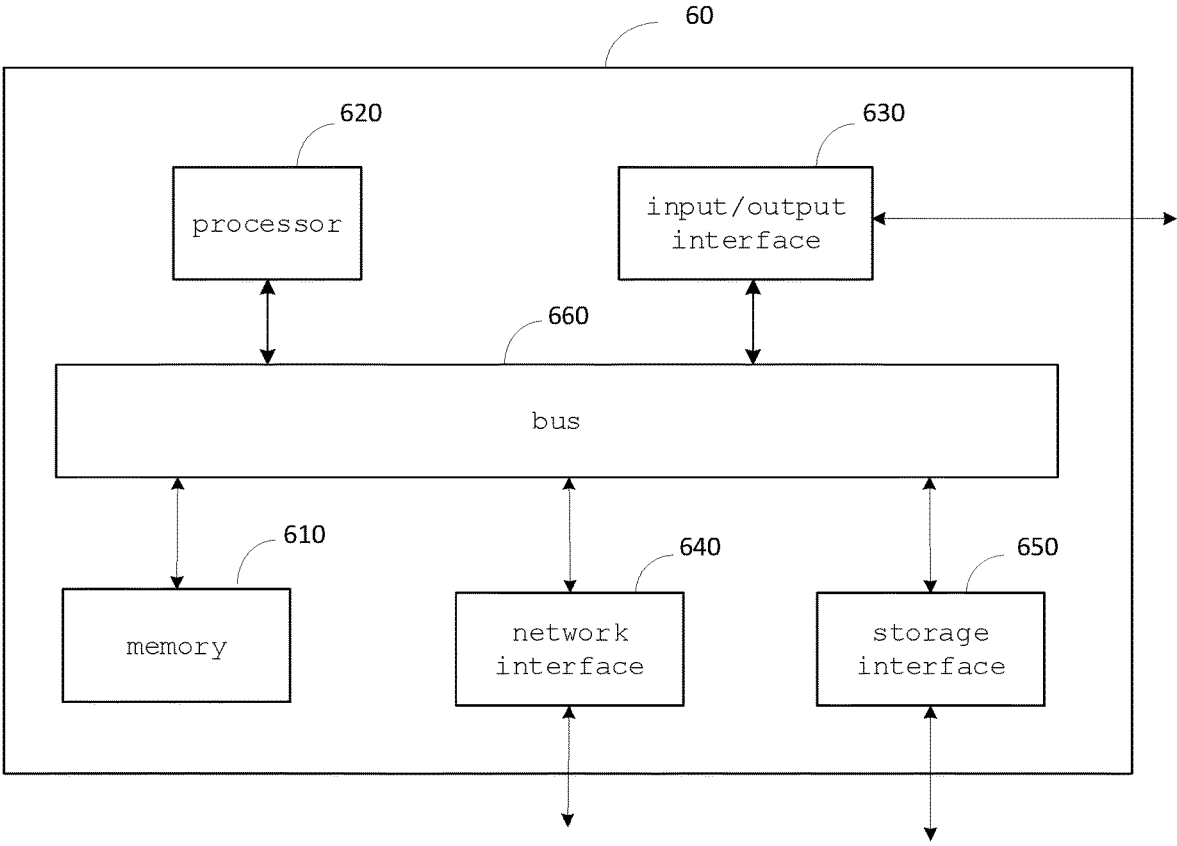 60
620
630
processor
input/output
interface
660
bus
610
640
650
memory
network
interface
storage
interface